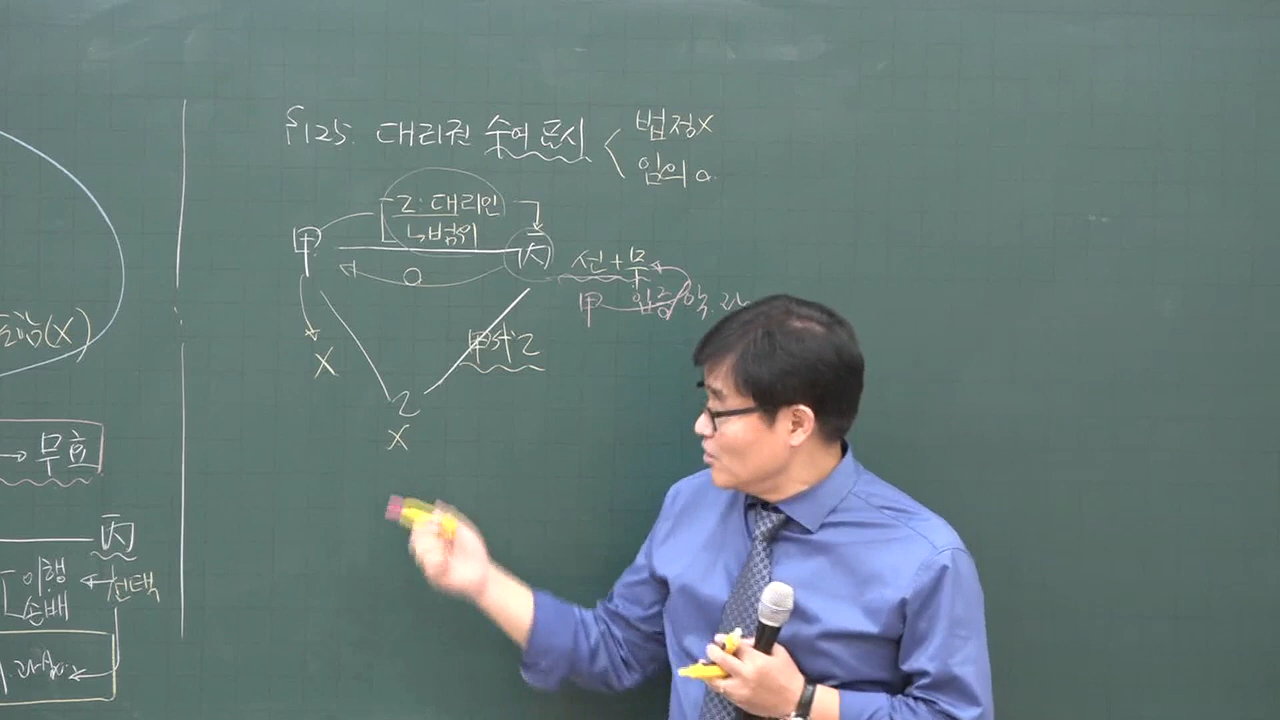 §125. 대리권 수여 표시
법정X
임의 O
乙: 대리인
↳범위
甲
丙
O
선+무
甲 입증
X
甲 대 乙
乙
X
(X)
→ 무효
丙
이행 ← 선택
손배